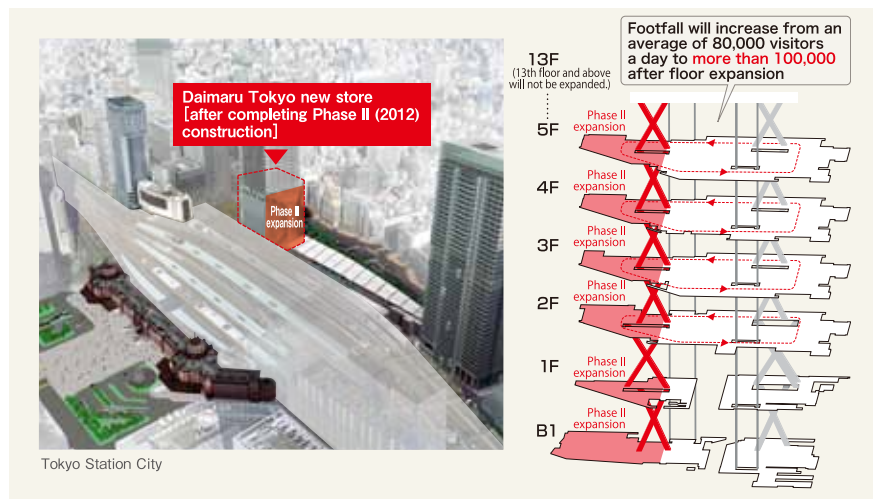 Daimaru Tokyo new store
[after completing Phase Ⅱ (2012)
construction]
Phase Ⅱ
expansion
Tokyo Station City
Footfall will increase from an
average of 80,000 visitors
a day to more than 100,000
after floor expansion
13F
(13th floor and above
will not be expanded.)
5F
Phase Ⅱ
expansion
4F
Phase Ⅱ
expansion
3F
Phase Ⅱ
expansion
2F
Phase Ⅱ
expansion
1F
Phase Ⅱ
expansion
B1
Phase Ⅱ
expansion